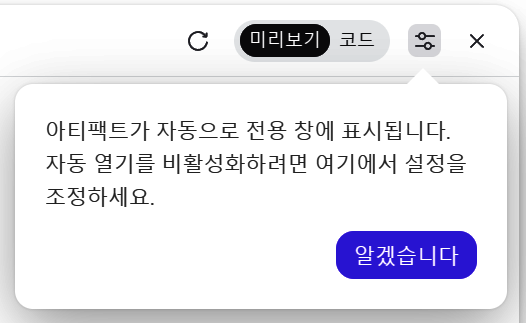 미리보기 코드
아티팩트가 자동으로 전용 창에 표시됩니다.
자동 열기를 비활성화하려면 여기에서 설정을
조정하세요.
알겠습니다